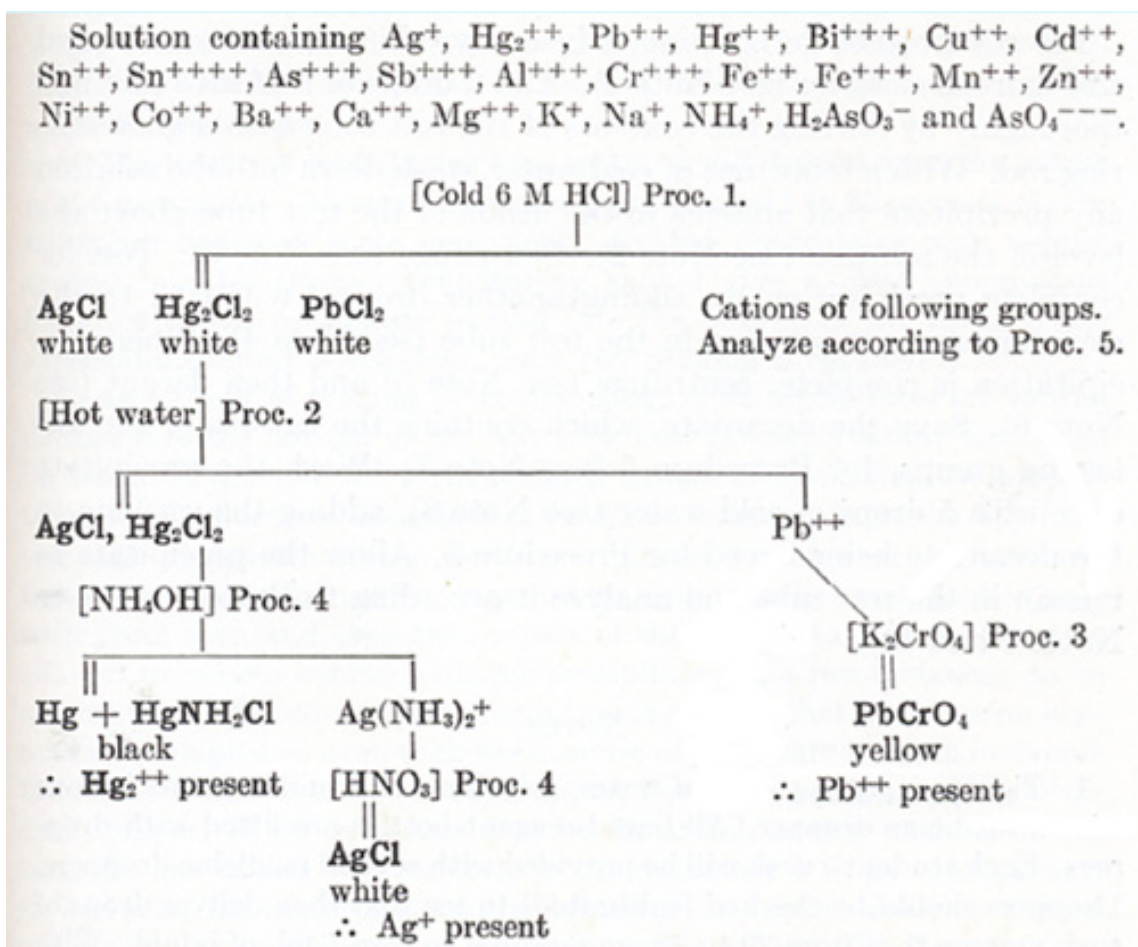 Solution containing Ag⁺, Hg₂⁺⁺, Pb⁺⁺, Hg⁺⁺, Bi⁺⁺⁺, Cu⁺⁺, Cd⁺⁺,
Sn⁺⁺, Sn⁺⁺⁺⁺, As⁺⁺⁺, Sb⁺⁺⁺, Al⁺⁺⁺, Cr⁺⁺⁺, Fe⁺⁺, Fe⁺⁺⁺, Mn⁺⁺, Zn⁺⁺,
Ni⁺⁺, Co⁺⁺, Ba⁺⁺, Ca⁺⁺, Mg⁺⁺, K⁺, Na⁺, NH₄⁺, H₂AsO₃⁻ and AsO₄⁻⁻⁻.
[Cold 6 M HCl] Proc. 1.
AgCl Hg₂Cl₂ PbCl₂ Cations of following groups.
white white white Analyze according to Proc. 5.
[Hot water] Proc. 2
AgCl, Hg₂Cl₂ Pb⁺⁺
[NH₄OH] Proc. 4
[K₂CrO₄] Proc. 3
Hg + HgNH₂Cl Ag(NH₃)₂⁺ PbCrO₄
black yellow
∴ Hg₂⁺⁺ present [HNO₃] Proc. 4 ∴ Pb⁺⁺ present
AgCl
white
∴ Ag⁺ present